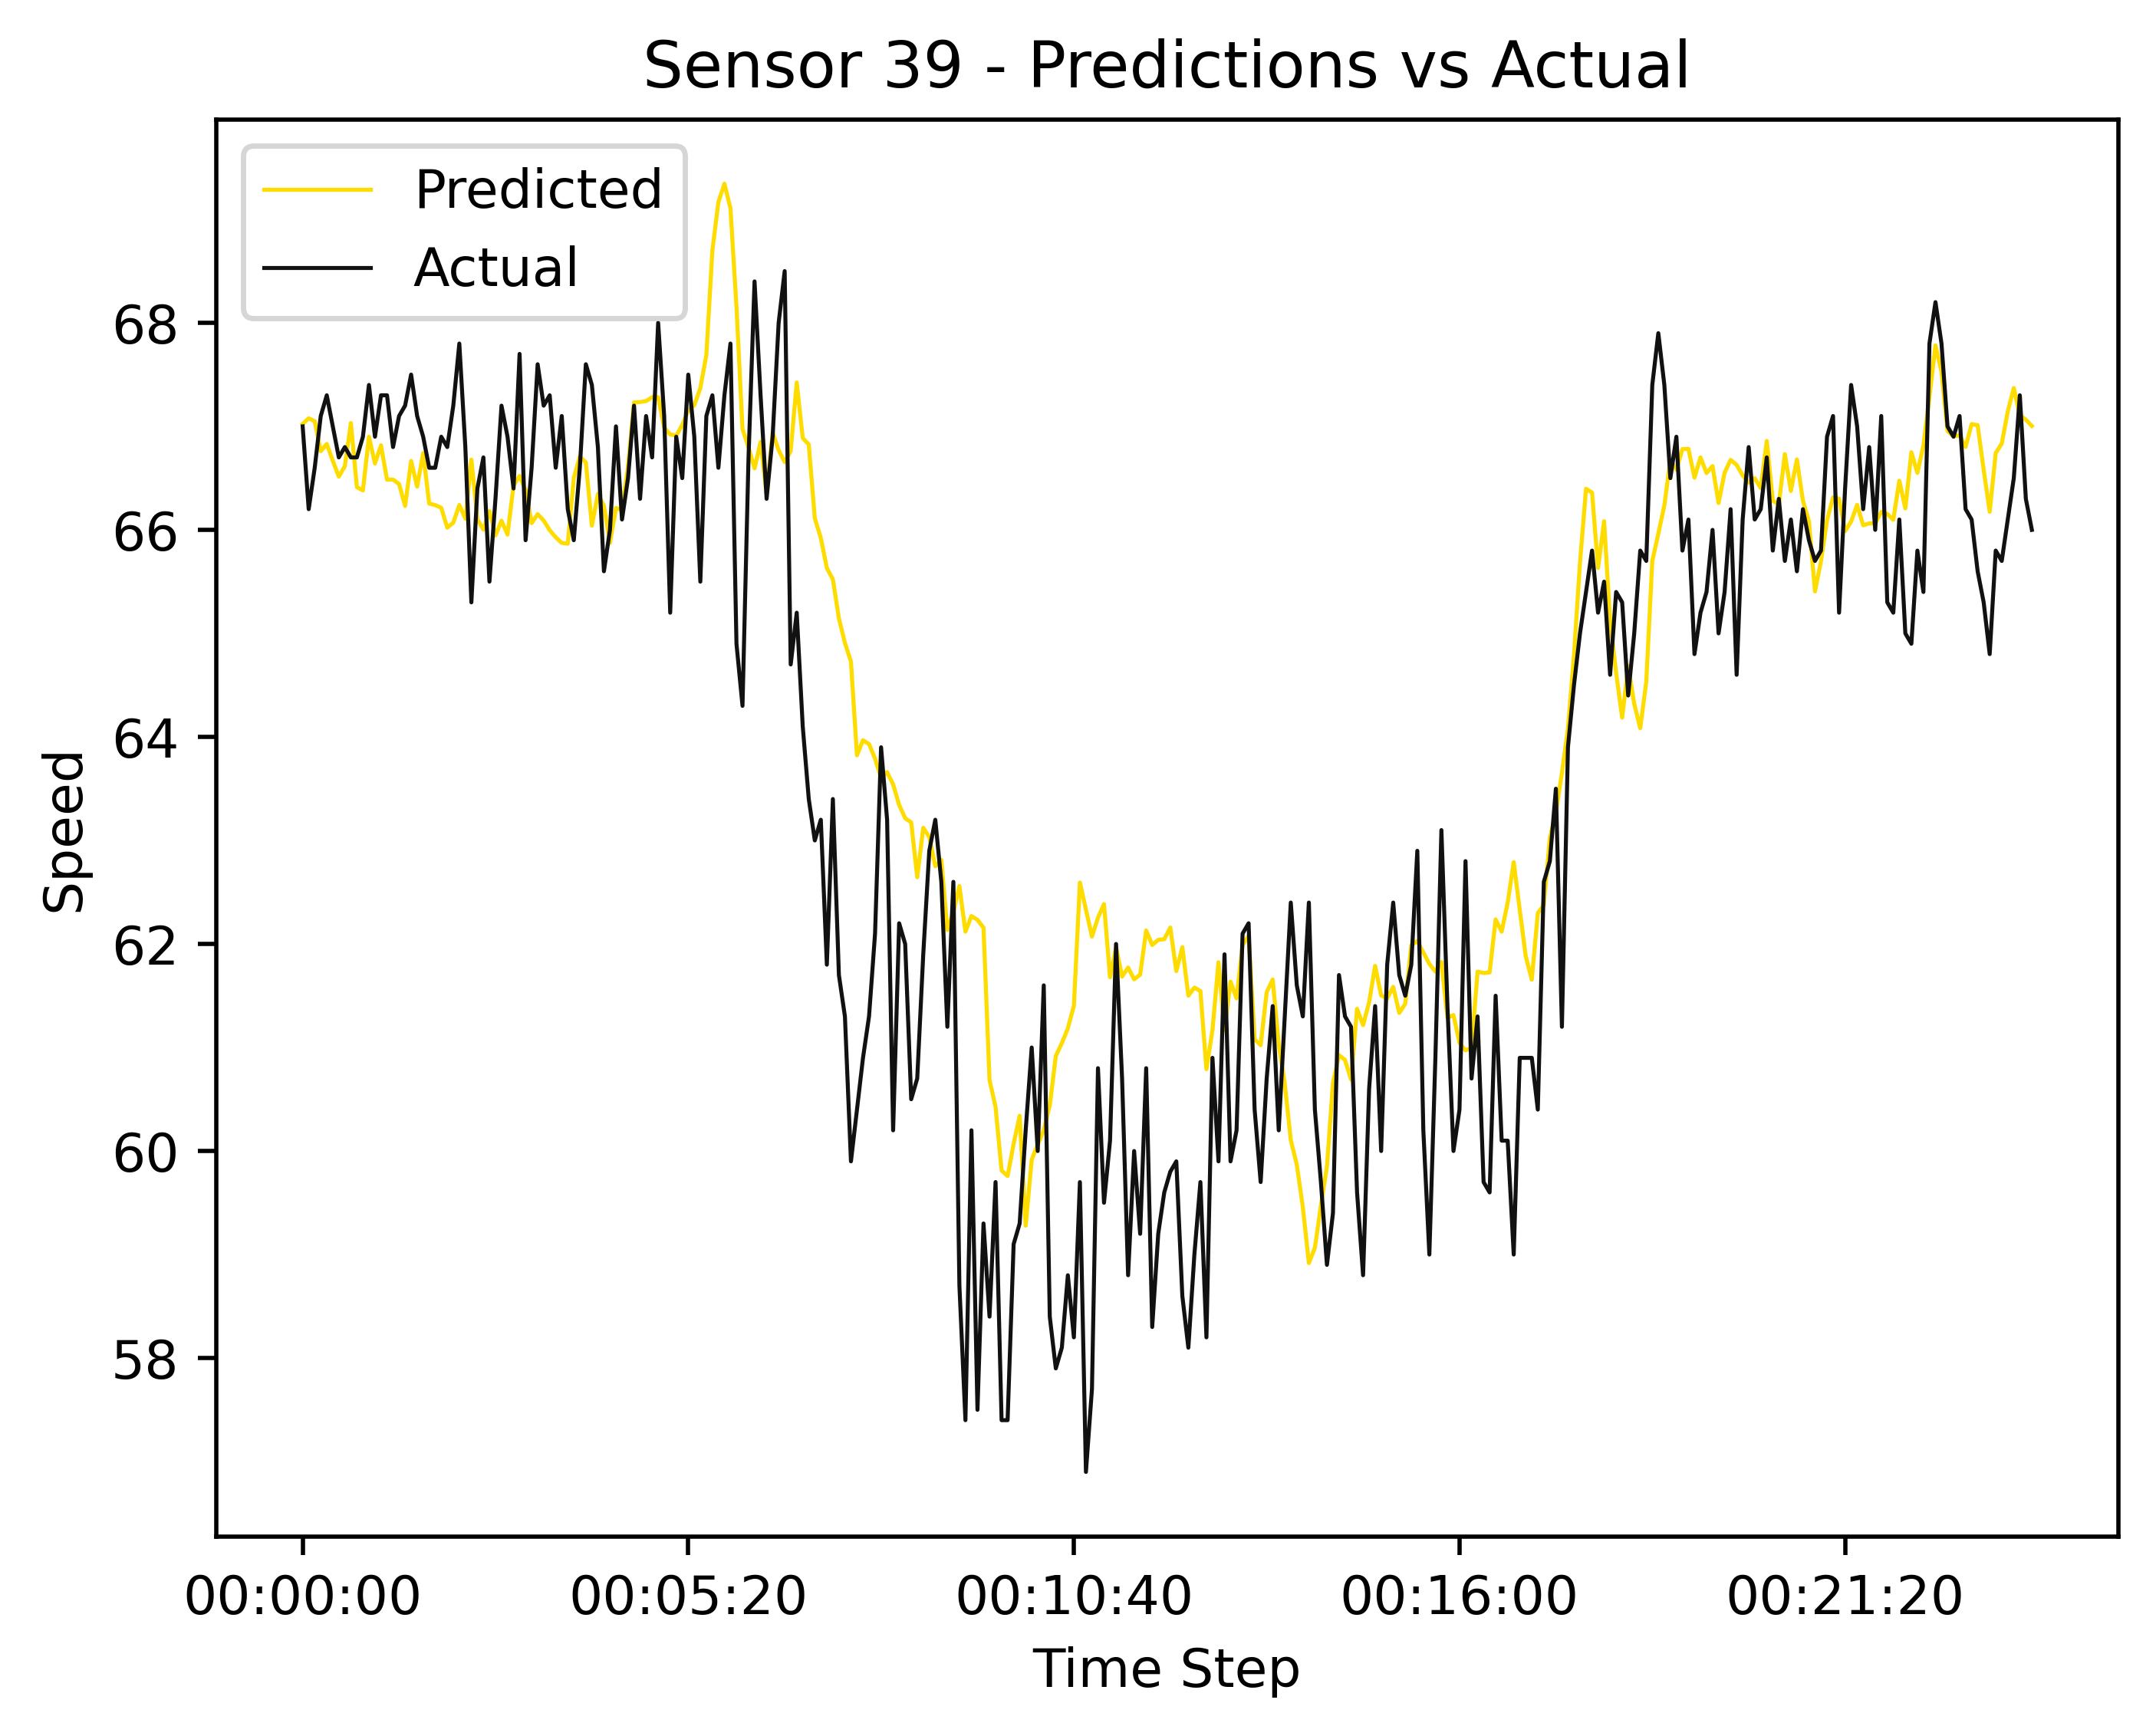 Sensor 39 - Predictions vs Actual
Predicted
Actual
68
66
64
62
60
58
Speed
00:00:00
00:05:20
00:10:40
00:16:00
00:21:20
Time Step